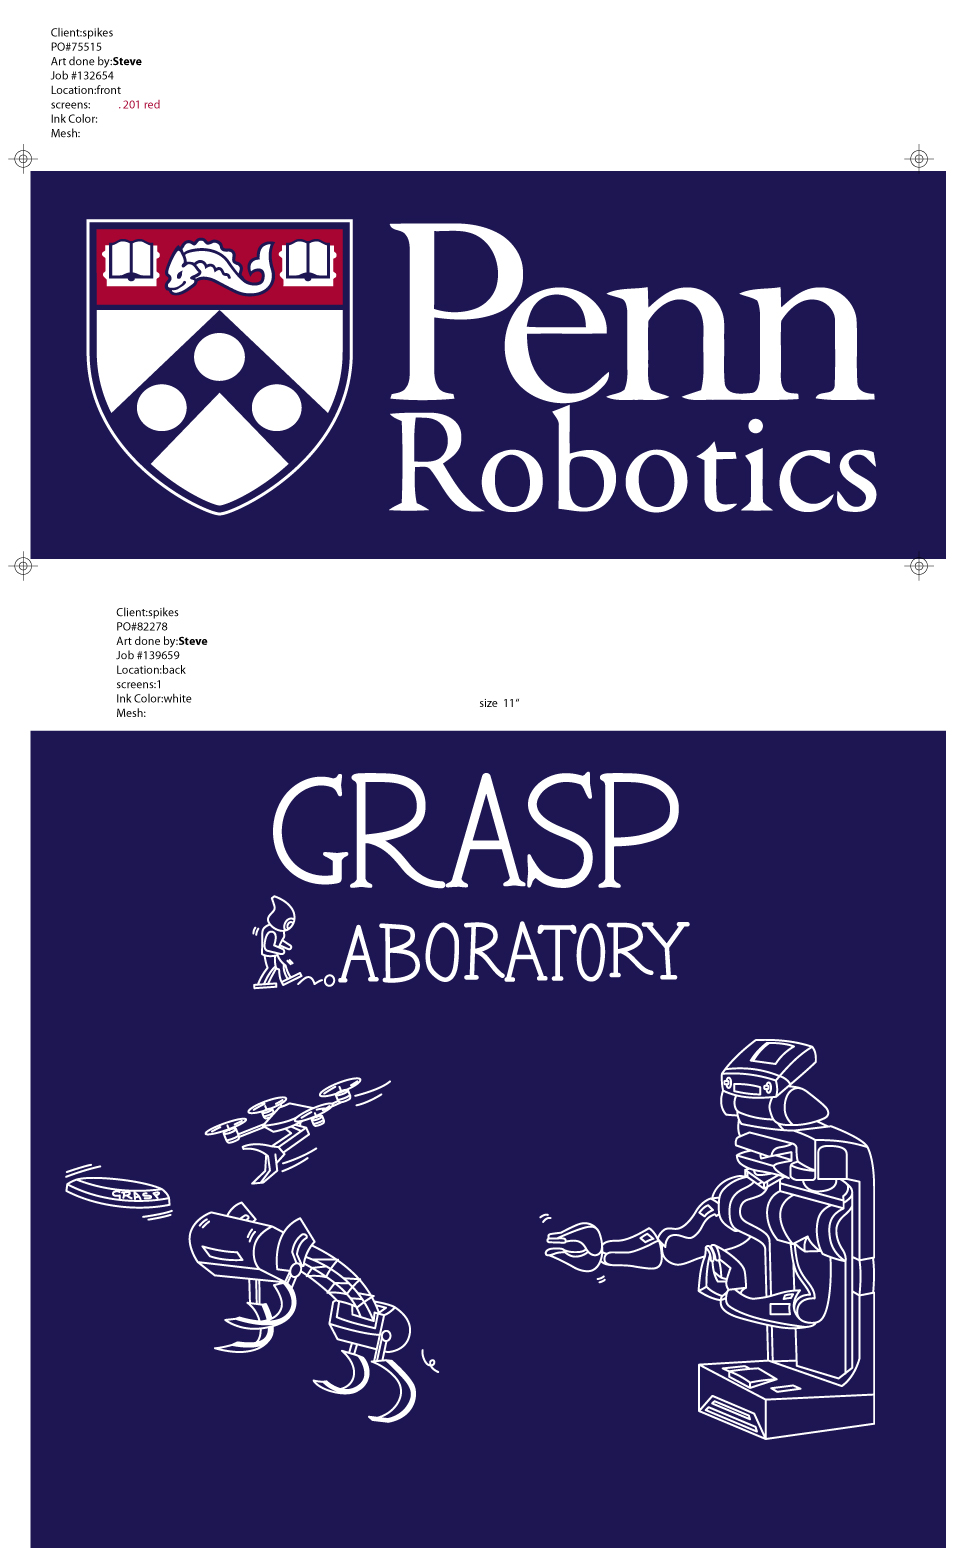 Client:spikes
PO#75515
Art done by:Steve
Job #132654
Location:front
screens: . 201 red
Ink Color:
Mesh:
Penn
Robotics
Client:spikes
PO#82278
Art done by:Steve
Job #139659
Location:back
screens:1
Ink Color:white
Mesh:
size 11"
GRASP
ABORATORY
GRASP